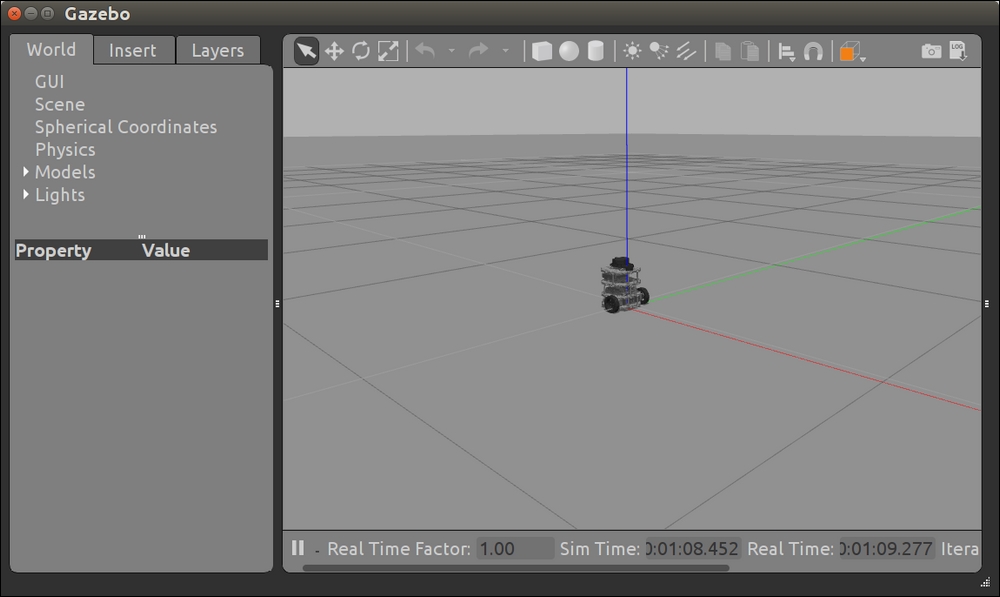 Gazebo
World Insert Layers
GUI
Scene
Spherical Coordinates
Physics
Models
Lights
Property Value
LOG
Real Time Factor: 1.00 Sim Time: 0:01:08.452 Real Time: 0:01:09.277 Itera